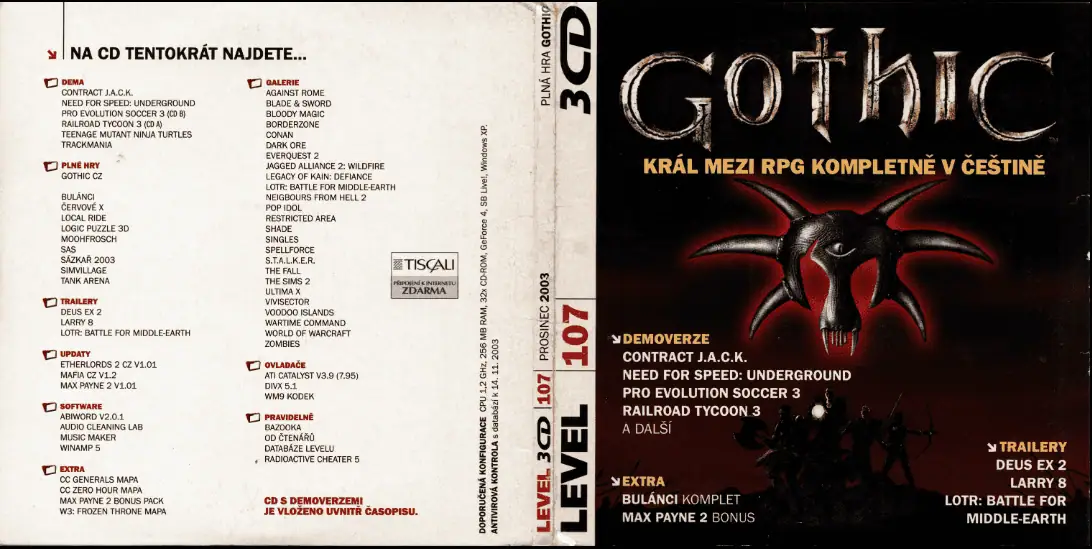 NA CD TENTOKRÁT NAJDETE...
DEMA
CONTRACT J.A.C.K.
NEED FOR SPEED: UNDERGROUND
PRO EVOLUTION SOCCER 3 (CD B)
RAILROAD TYCOON 3 (CD A)
TEENAGE MUTANT NINJA TURTLES
TRACKMANIA
PLNÉ HRY
GOTHIC CZ
BULÁNCI
ČERVOVÉ X
LOCAL RIDE
LOGIC PUZZLE 3D
MOOHFROSCH
SAS
SÁZKAŘ 2003
SIMVILLAGE
TANK ARENA
TRAILERY
DEUS EX 2
LARRY 8
LOTR: BATTLE FOR MIDDLE-EARTH
UPDATY
ETHERLORDS 2 CZ V1.01
MAFIA CZ V1.2
MAX PAYNE 2 V1.01
SOFTWARE
ABIWORD V2.0.1
AUDIO CLEANING LAB
MUSIC MAKER
WINAMP 5
EXTRA
CC GENERALS MAPA
CC ZERO HOUR MAPA
MAX PAYNE 2 BONUS PACK
W3: FROZEN THRONE MAPA
GALERIE
AGAINST ROME
BLADE & SWORD
BLOODY MAGIC
BORDERZONE
CONAN
DARK ORE
EVERQUEST 2
JAGGED ALLIANCE 2: WILDFIRE
LEGACY OF KAIN: DEFIANCE
LOTR: BATTLE FOR MIDDLE-EARTH
NEIGBOURS FROM HELL 2
POP IDOL
RESTRICTED AREA
SHADE
SINGLES
SPELLFORCE
S.T.A.L.K.E.R.
THE FALL
THE SIMS 2
ULTIMA X
VIVISECTOR
VOODOO ISLANDS
WARTIME COMMAND
WORLD OF WARCRAFT
ZOMBIES
OVLADAČE
ATI CATALYST V3.9 (7.95)
DIVX 5.1
WM9 KODEK
PRAVIDELNÉ
BAZOOKA
OD ČTENÁŘŮ
DATABÁZE LEVELU
RADIOACTIVE CHEATER 5
CD S DEMOVERZEMI
JE VLOŽENO UVNITŘ ČASOPISU.
TISCALI
PŘIPOJENÍ K INTERNETU
ZDARMA
DOPORUČENÁ KONFIGURACE CPU 1,2 GHz, 256 MB RAM, 32x CD-ROM, GeForce 4, SB Live!, Windows XP.
ANTIVIROVÁ KONTROLA s databází k 14. 11. 2003
LEVEL 3CD 107 PROSINEC 2003 PLNÁ HRA GOTHIC
LEVEL 107 3CD
GOTHIC
KRÁL MEZI RPG KOMPLETNĚ V ČEŠTINĚ
DEMOVERZE
CONTRACT J.A.C.K.
NEED FOR SPEED: UNDERGROUND
PRO EVOLUTION SOCCER 3
RAILROAD TYCOON 3
A DALŠÍ
EXTRA
BULÁNCI KOMPLET
MAX PAYNE 2 BONUS
TRAILERY
DEUS EX 2
LARRY 8
LOTR: BATTLE FOR
MIDDLE-EARTH